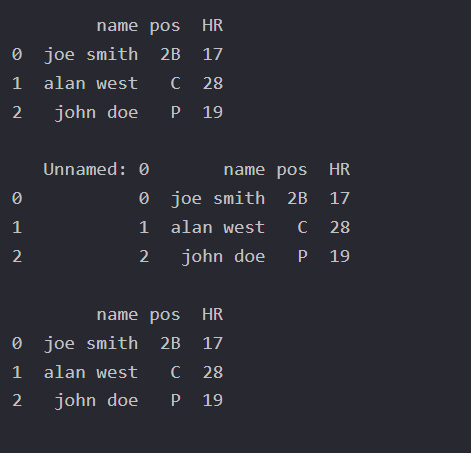 name pos HR
0 joe smith 2B 17
1 alan west C 28
2 john doe P 19
Unnamed: 0 name pos HR
0 0 joe smith 2B 17
1 1 alan west C 28
2 2 john doe P 19
name pos HR
0 joe smith 2B 17
1 alan west C 28
2 john doe P 19